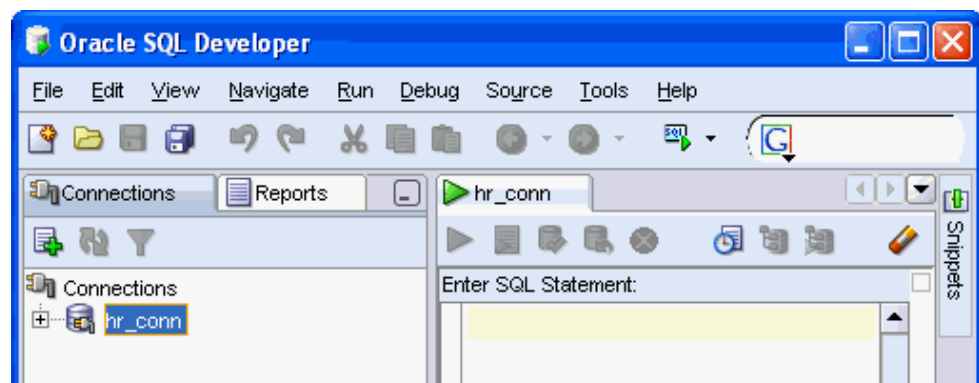 Oracle SQL Developer
File Edit View Navigate Run Debug Source Tools Help
SQL
G
Connections Reports
hr_conn
Snippets
Connections
Enter SQL Statement:
hr_conn